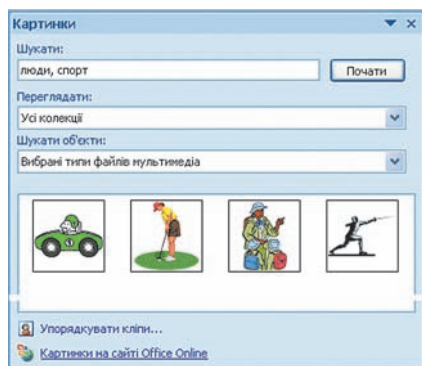 Картинки
Шукати:
люди, спорт
Почати
Переглядати:
Усі колекції
Шукати об'єкти:
Вибрані типи файлів мультимедіа
Упорядкувати кліпи...
Картинки на сайті Office Online